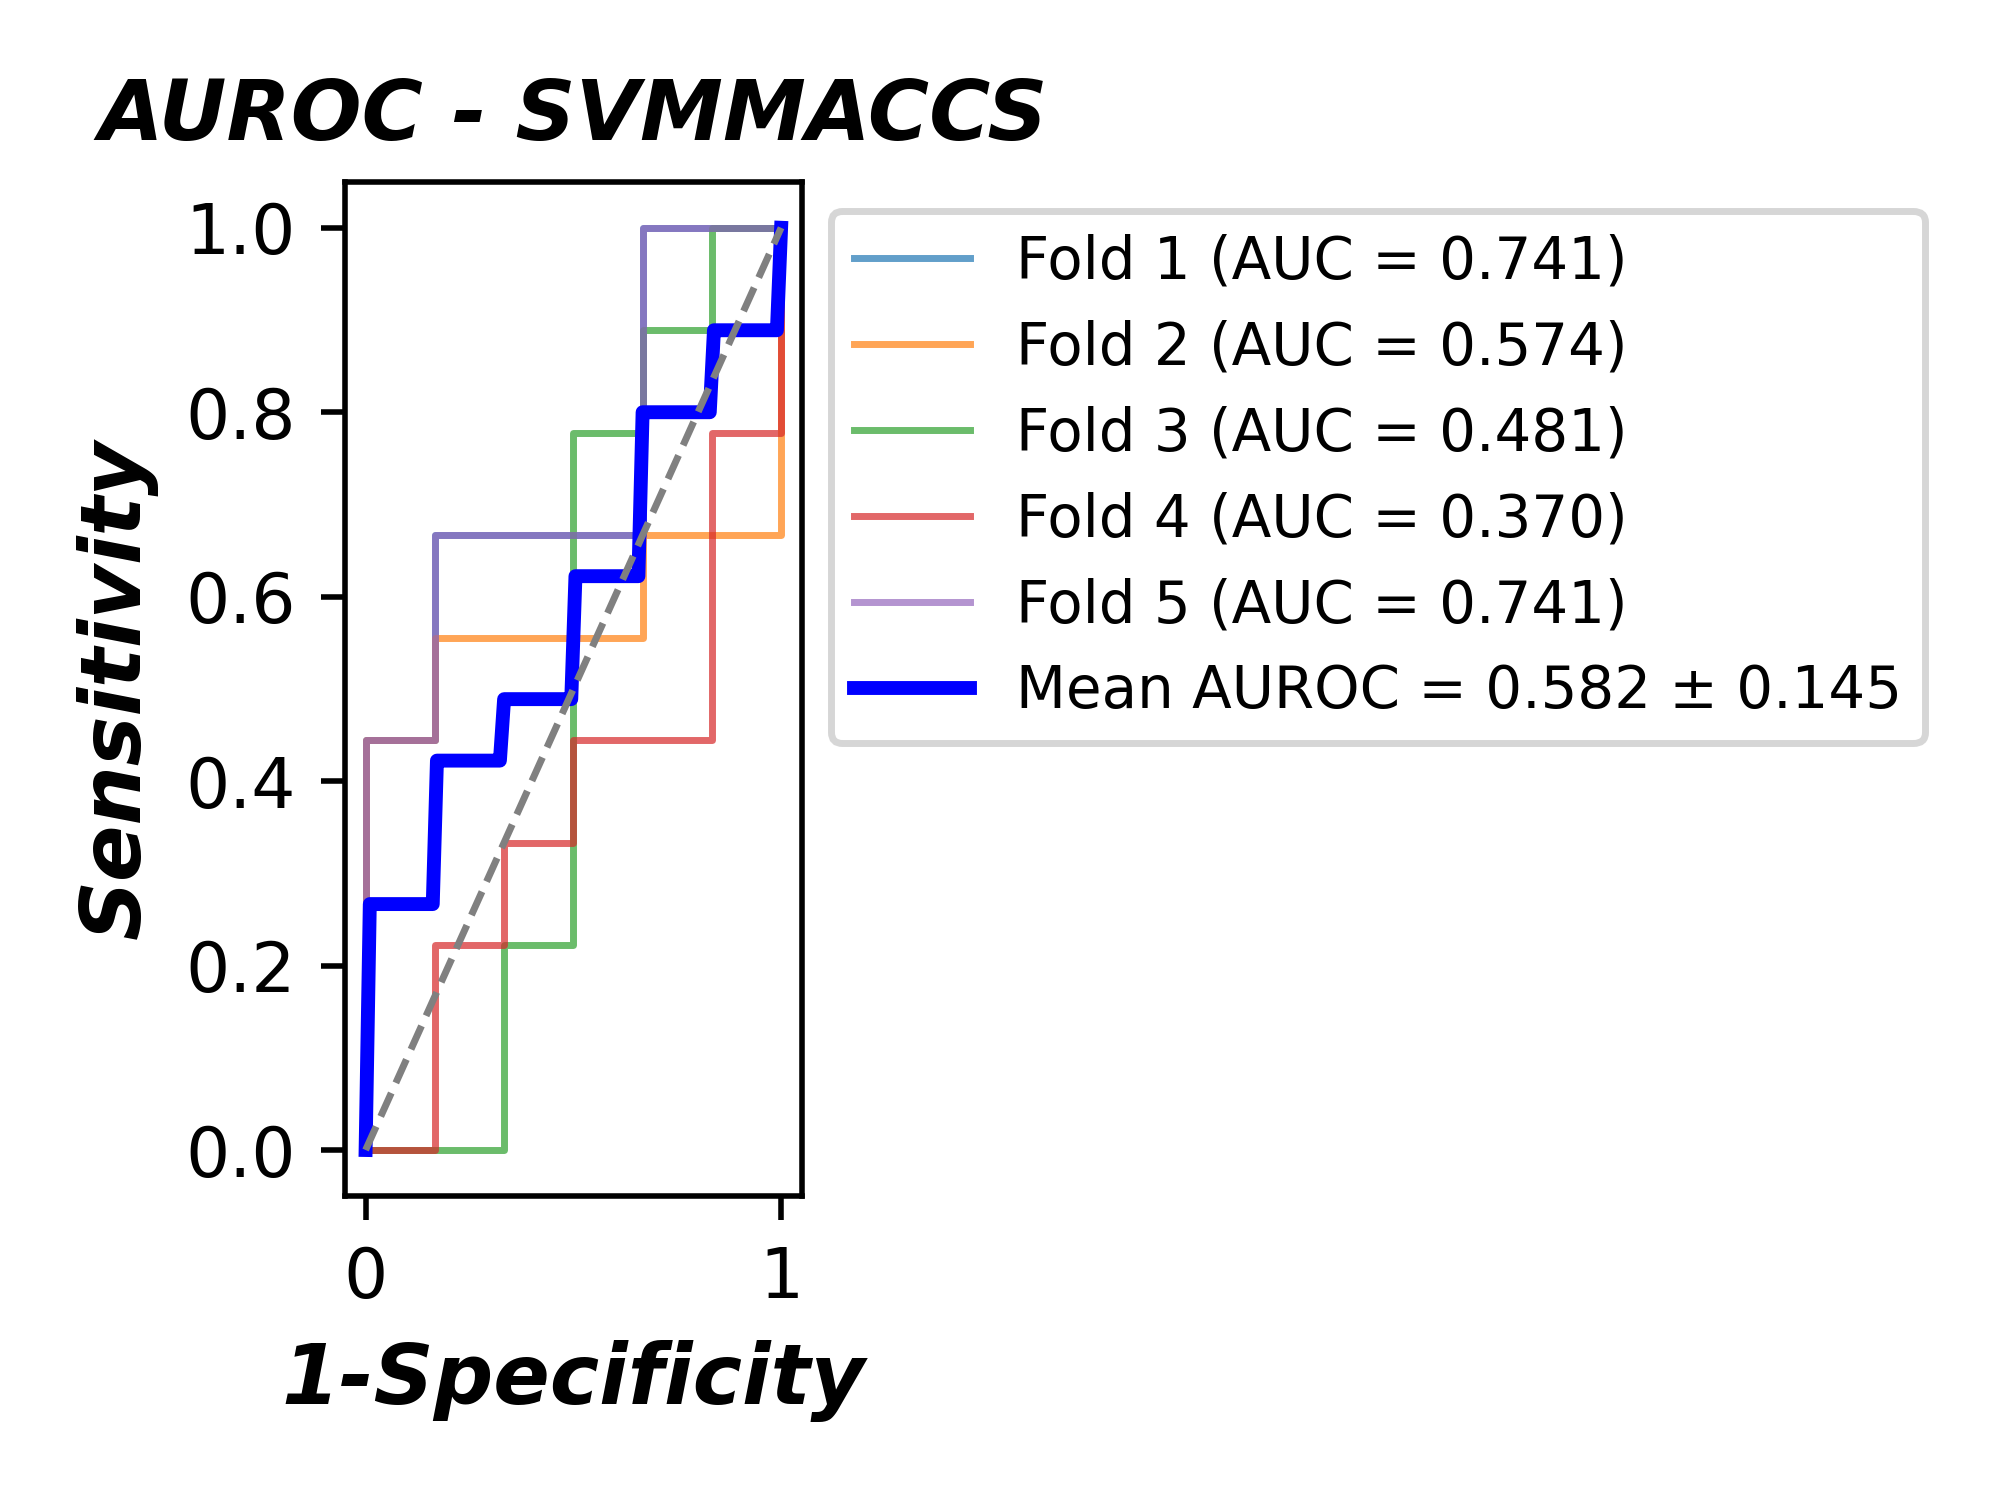 AUROC - SVMMACCS
Sensitivity
1.0
0.8
0.6
0.4
0.2
0.0
0 1
1-Specificity
Fold 1 (AUC = 0.741)
Fold 2 (AUC = 0.574)
Fold 3 (AUC = 0.481)
Fold 4 (AUC = 0.370)
Fold 5 (AUC = 0.741)
Mean AUROC = 0.582 ± 0.145